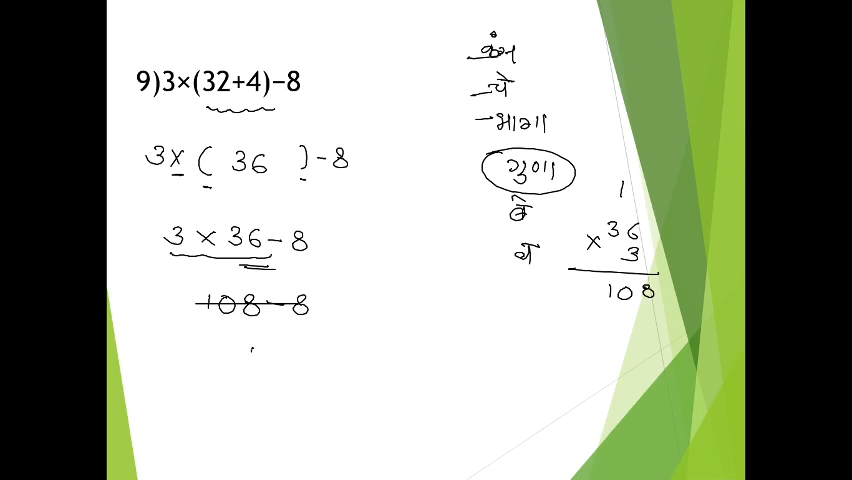 9)3×(32+4)−8
3 × ( 36 ) − 8
3 × 36 − 8
108 − 8
चे
भागा
गुणा
1
36
× 3
108